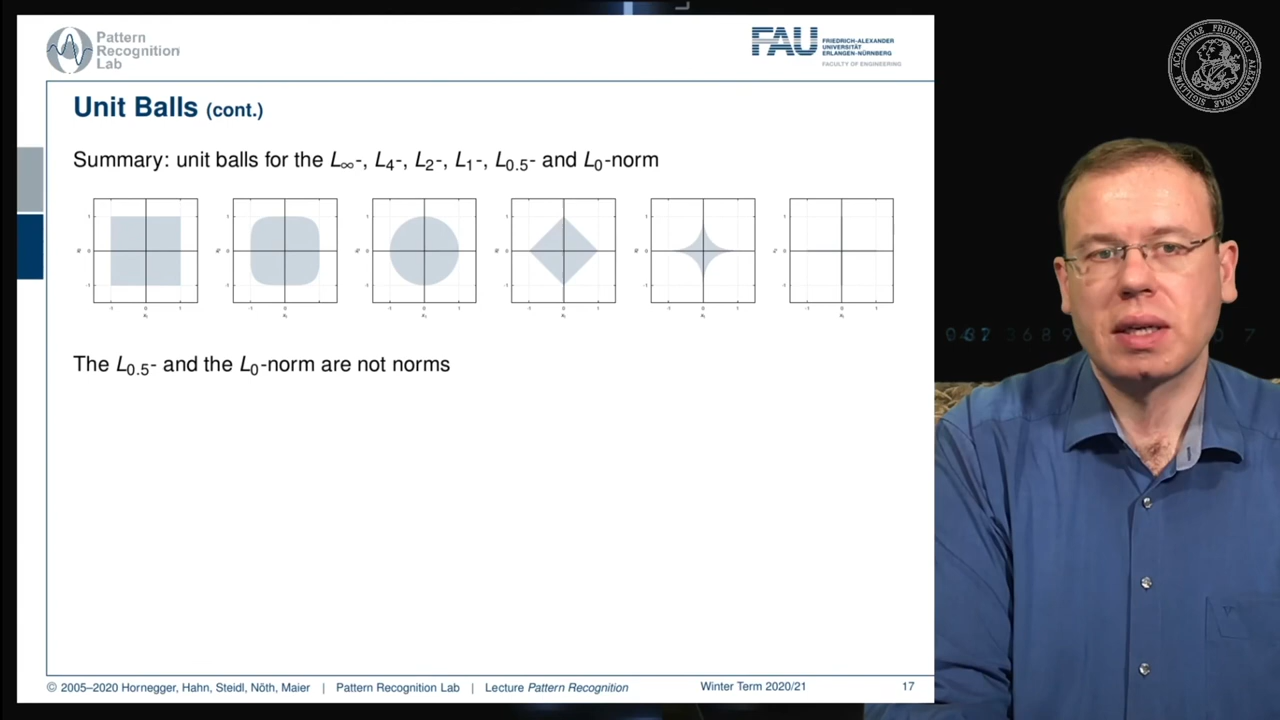 Pattern
Recognition
Lab
FAU
FRIEDRICH-ALEXANDER
UNIVERSITÄT
ERLANGEN-NÜRNBERG
FACULTY OF ENGINEERING
Unit Balls (cont.)
Summary: unit balls for the L∞-, L4-, L2-, L1-, L0.5- and L0-norm
The L0.5- and the L0-norm are not norms
© 2005–2020 Hornegger, Hahn, Steidl, Nöth, Maier | Pattern Recognition Lab | Lecture Pattern Recognition Winter Term 2020/21 17